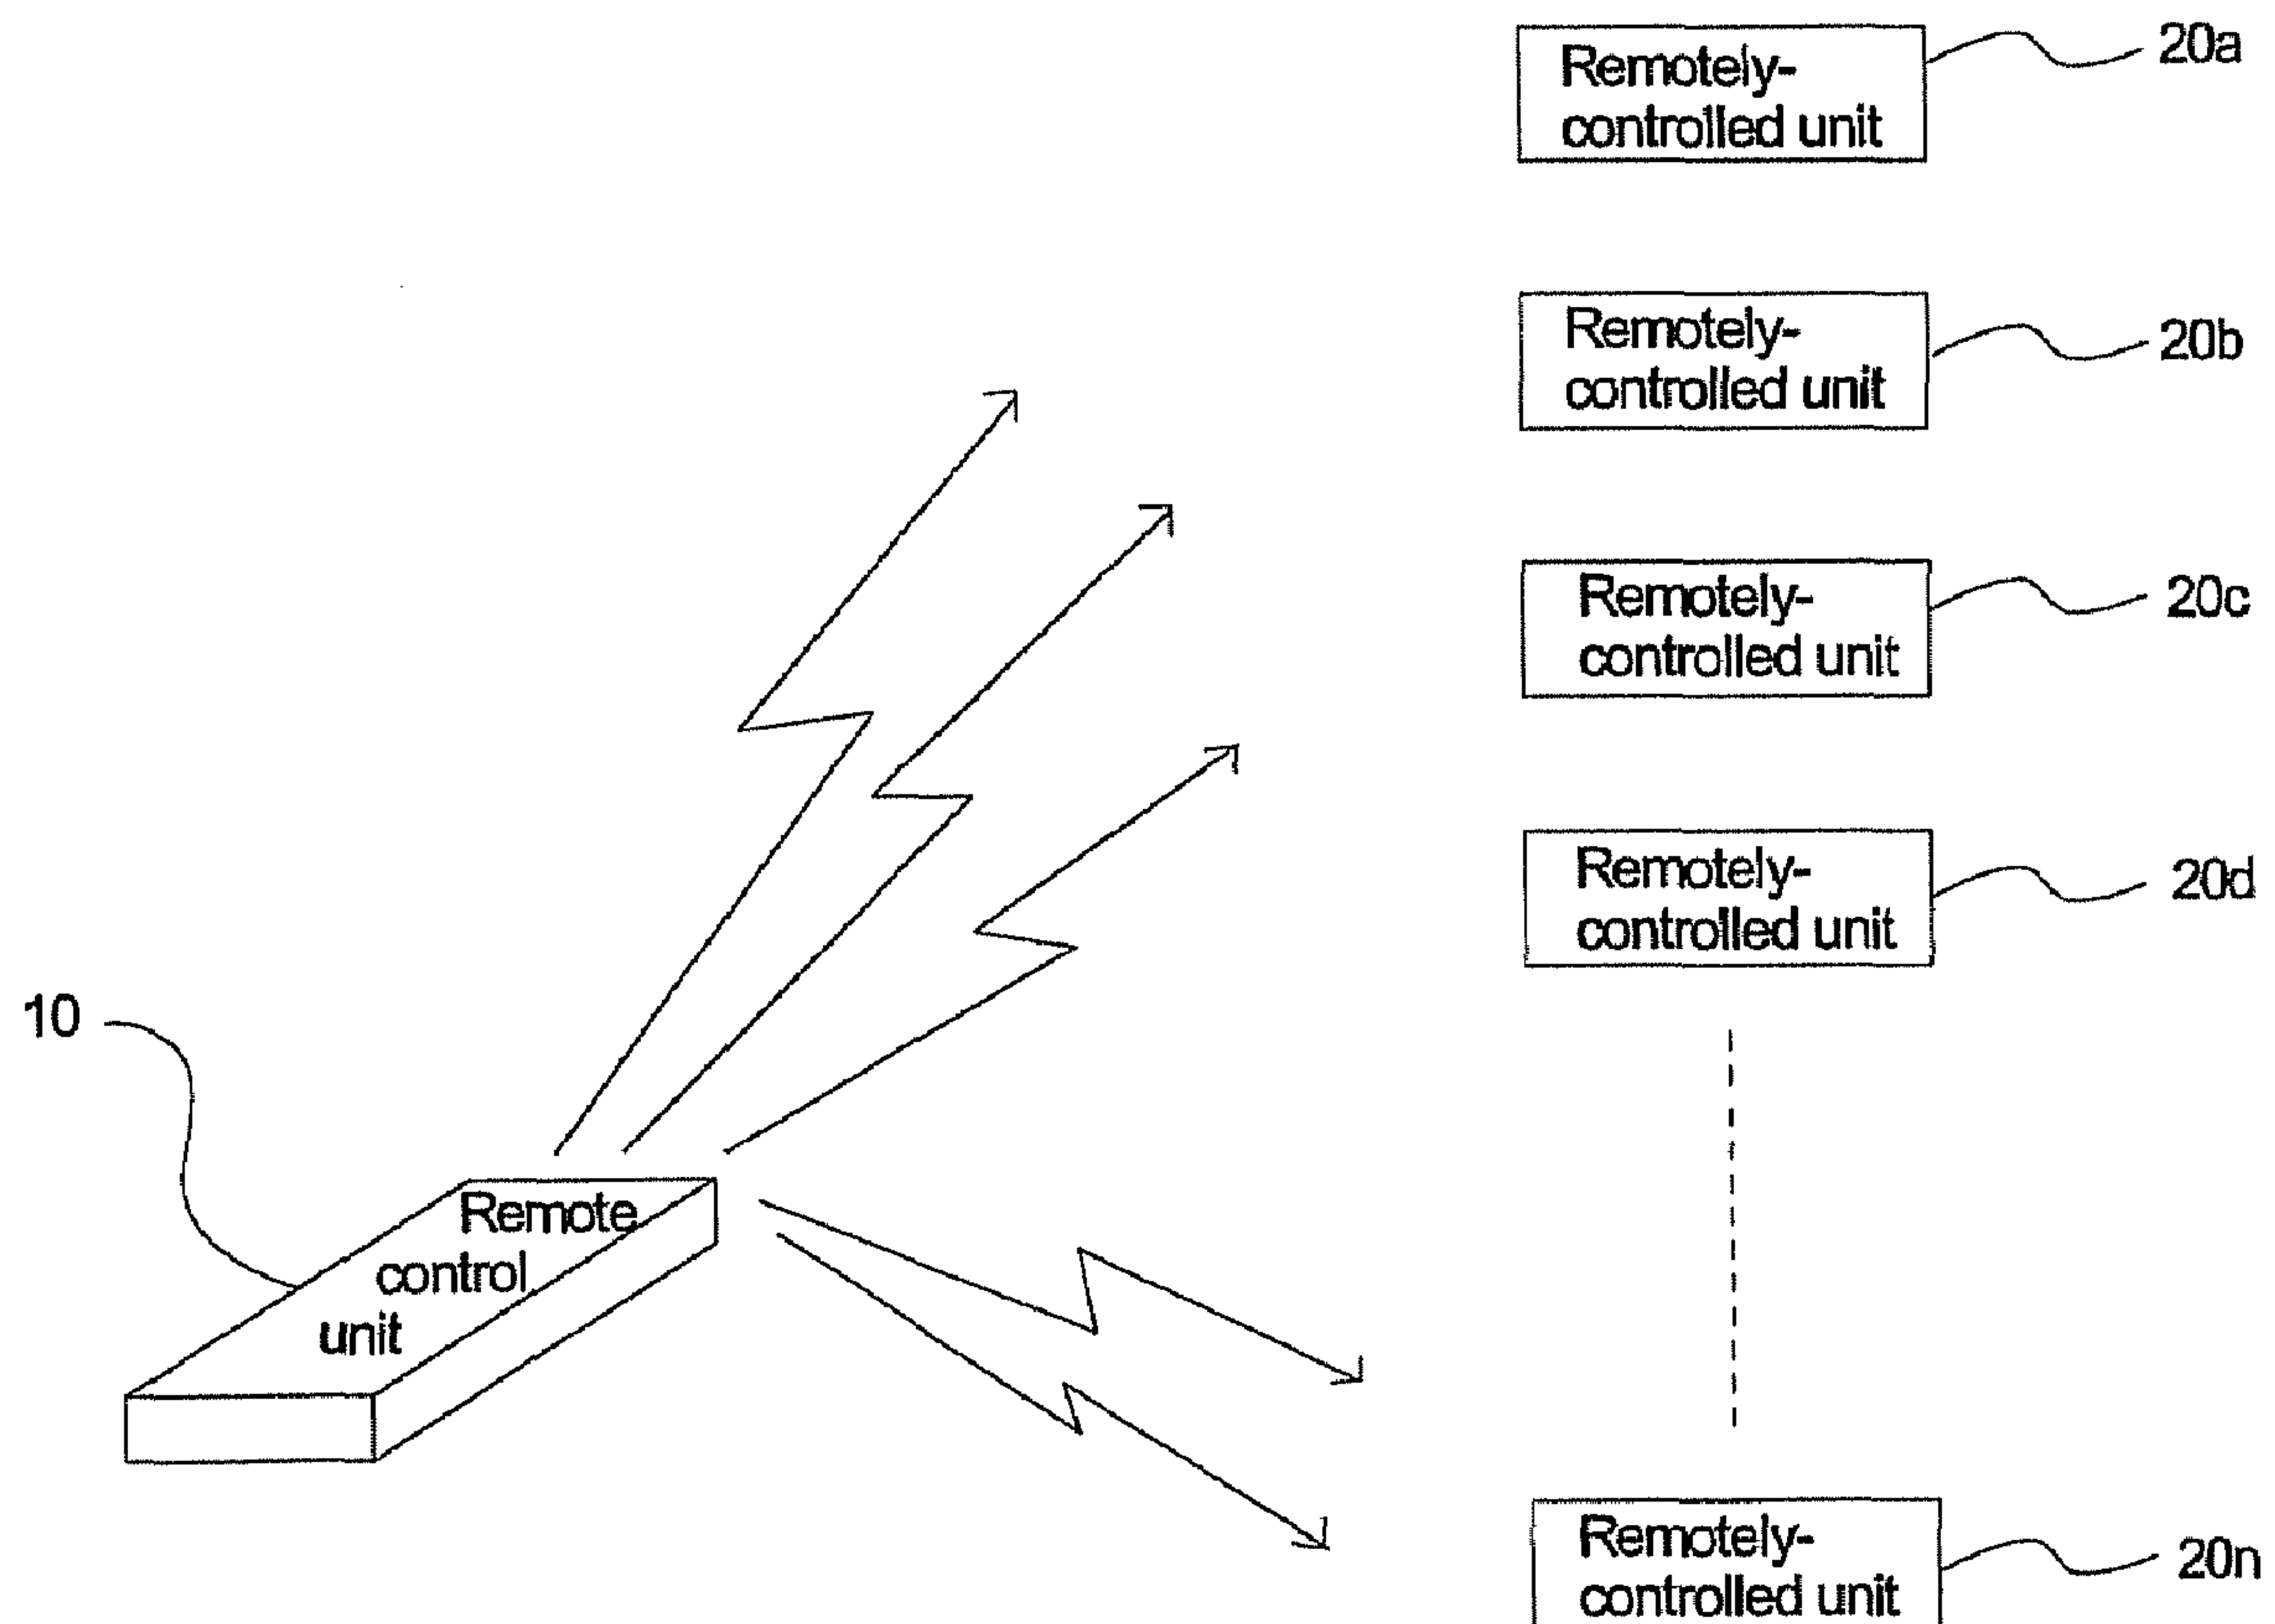 Remotely-
controlled unit
20a
Remotely-
controlled unit
20b
Remotely-
controlled unit
20c
Remotely-
controlled unit
20d
10
Remote
control
unit
Remotely-
controlled unit
20n